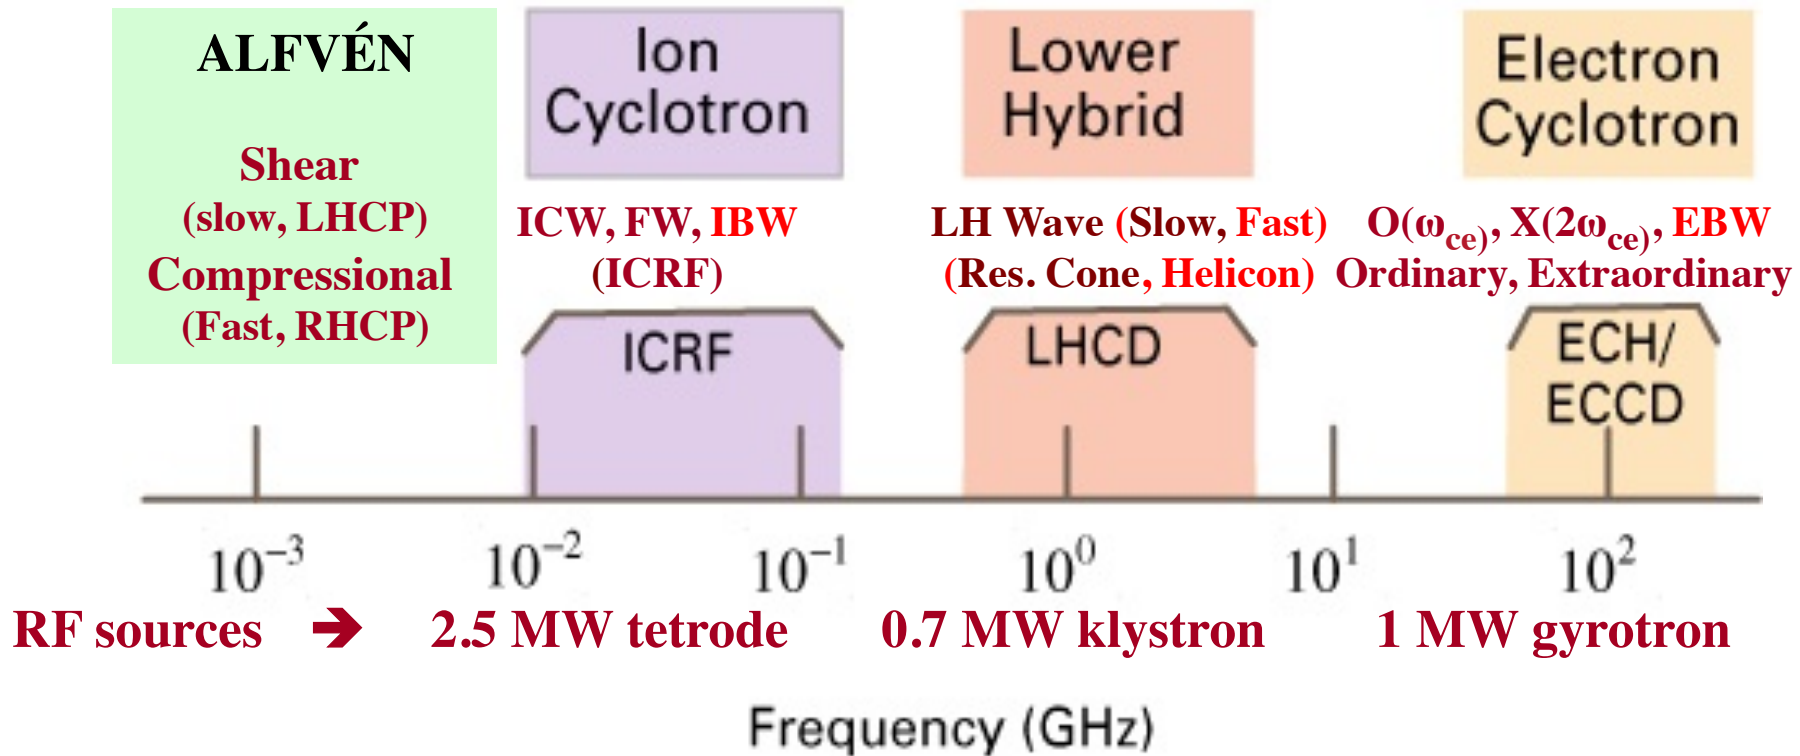 ALFVÉN
Shear
(slow, LHCP)
Compressional
(Fast, RHCP)
Ion
Cyclotron
ICW, FW, IBW
(ICRF)
ICRF
Lower
Hybrid
LH Wave (Slow, Fast)
(Res. Cone, Helicon)
LHCD
Electron
Cyclotron
O(ω_ce), X(2ω_ce), EBW
Ordinary, Extraordinary
ECH/
ECCD
10⁻³ 10⁻² 10⁻¹ 10⁰ 10¹ 10²
RF sources ➔ 2.5 MW tetrode 0.7 MW klystron 1 MW gyrotron
Frequency (GHz)